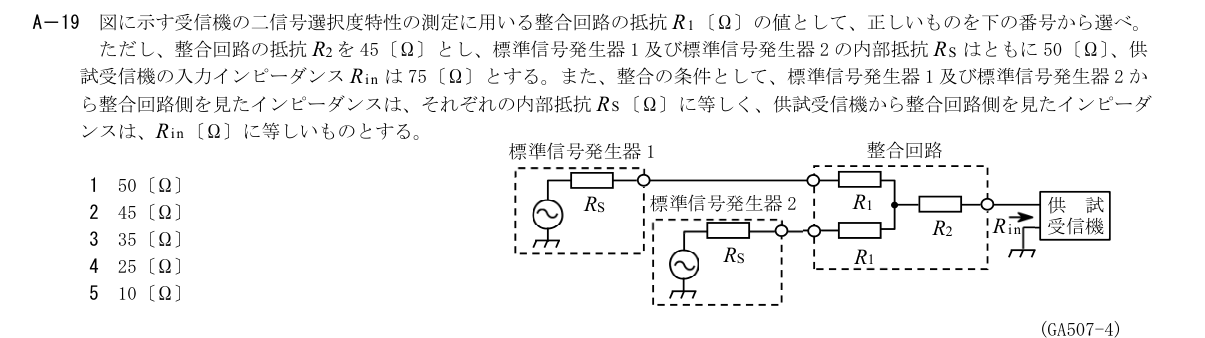 A－19 図に示す受信機の二信号選択度特性の測定に用いる整合回路の抵抗 R1〔Ω〕の値として、正しいものを下の番号から選べ。
ただし、整合回路の抵抗 R2 を 45〔Ω〕とし、標準信号発生器1及び標準信号発生器2の内部抵抗 Rs はともに 50〔Ω〕、供
試受信機の入力インピーダンス Rin は 75〔Ω〕とする。また、整合の条件として、標準信号発生器1及び標準信号発生器2か
ら整合回路側を見たインピーダンスは、それぞれの内部抵抗 Rs〔Ω〕に等しく、供試受信機から整合回路側を見たインピーダ
ンスは、Rin〔Ω〕に等しいものとする。
1 50〔Ω〕
2 45〔Ω〕
3 35〔Ω〕
4 25〔Ω〕
5 10〔Ω〕
標準信号発生器1
整合回路
Rs
標準信号発生器2
Rs
R1
R1
R2
Rin
供 試
受信機
(GA507-4)